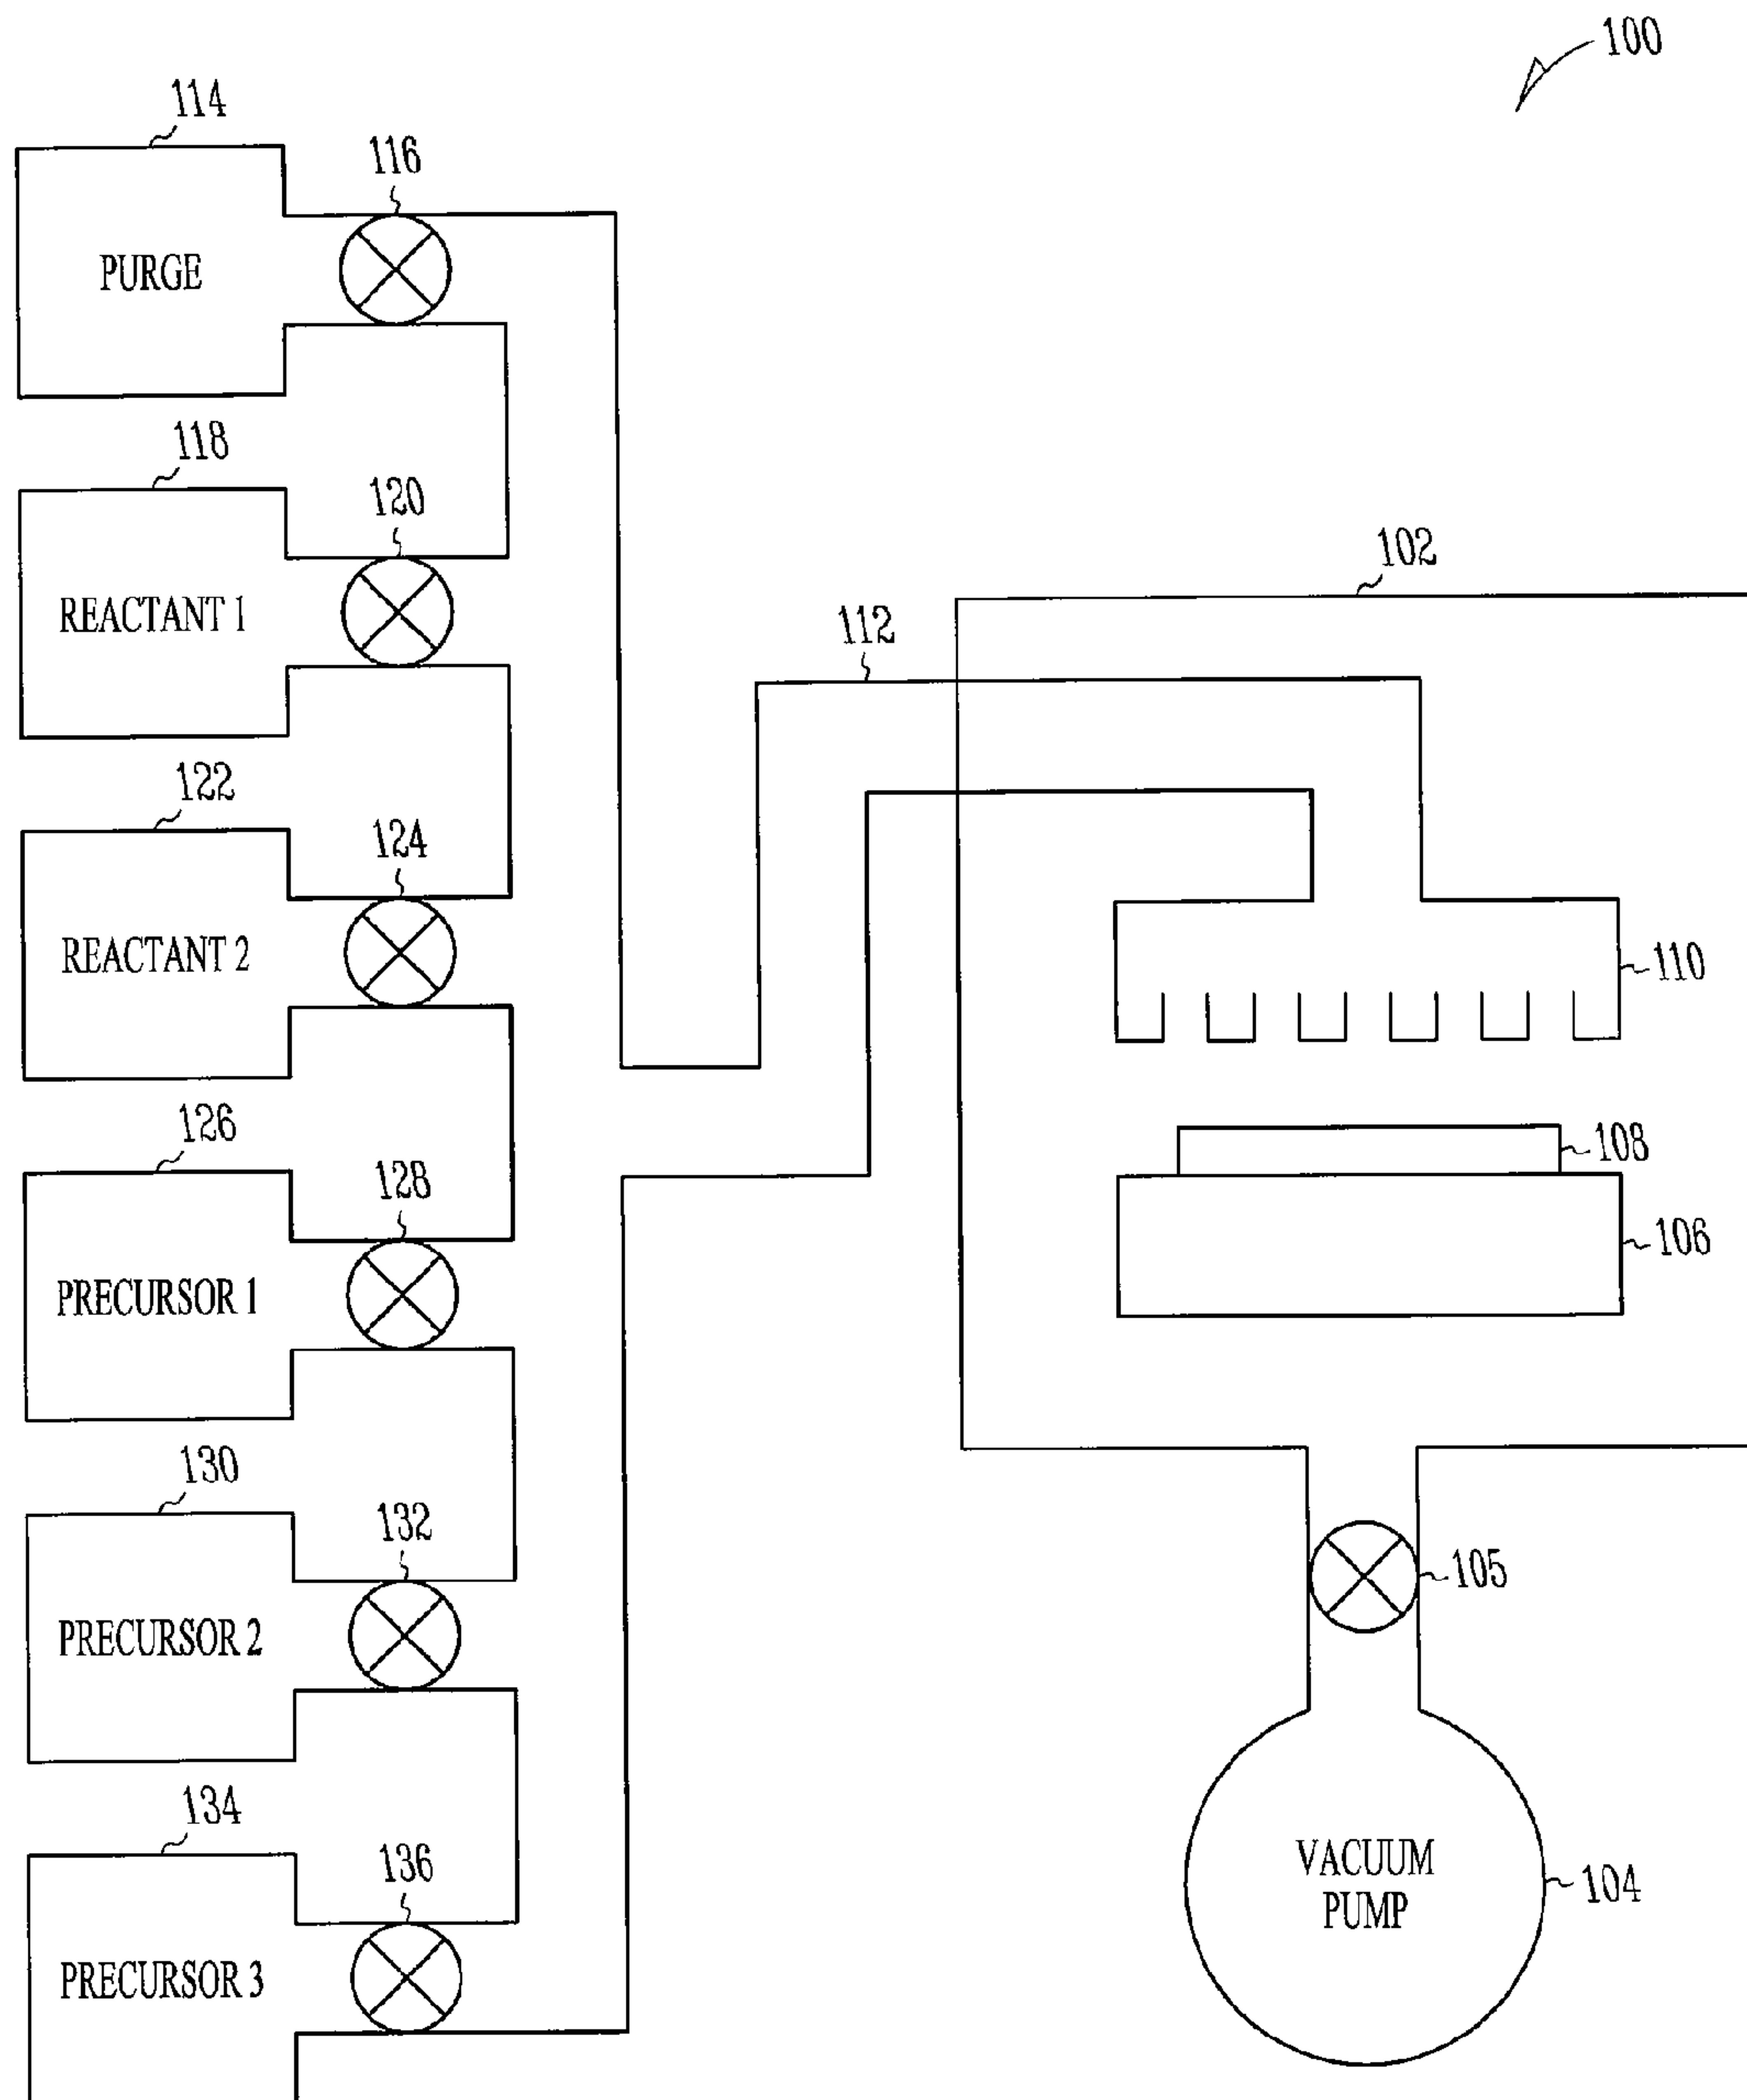 100
114
116
PURGE
118
120
REACTANT 1
102
112
122
124
REACTANT 2
110
126
128
108
PRECURSOR 1
106
130
132
105
PRECURSOR 2
134
136
VACUUM
PUMP
104
PRECURSOR 3